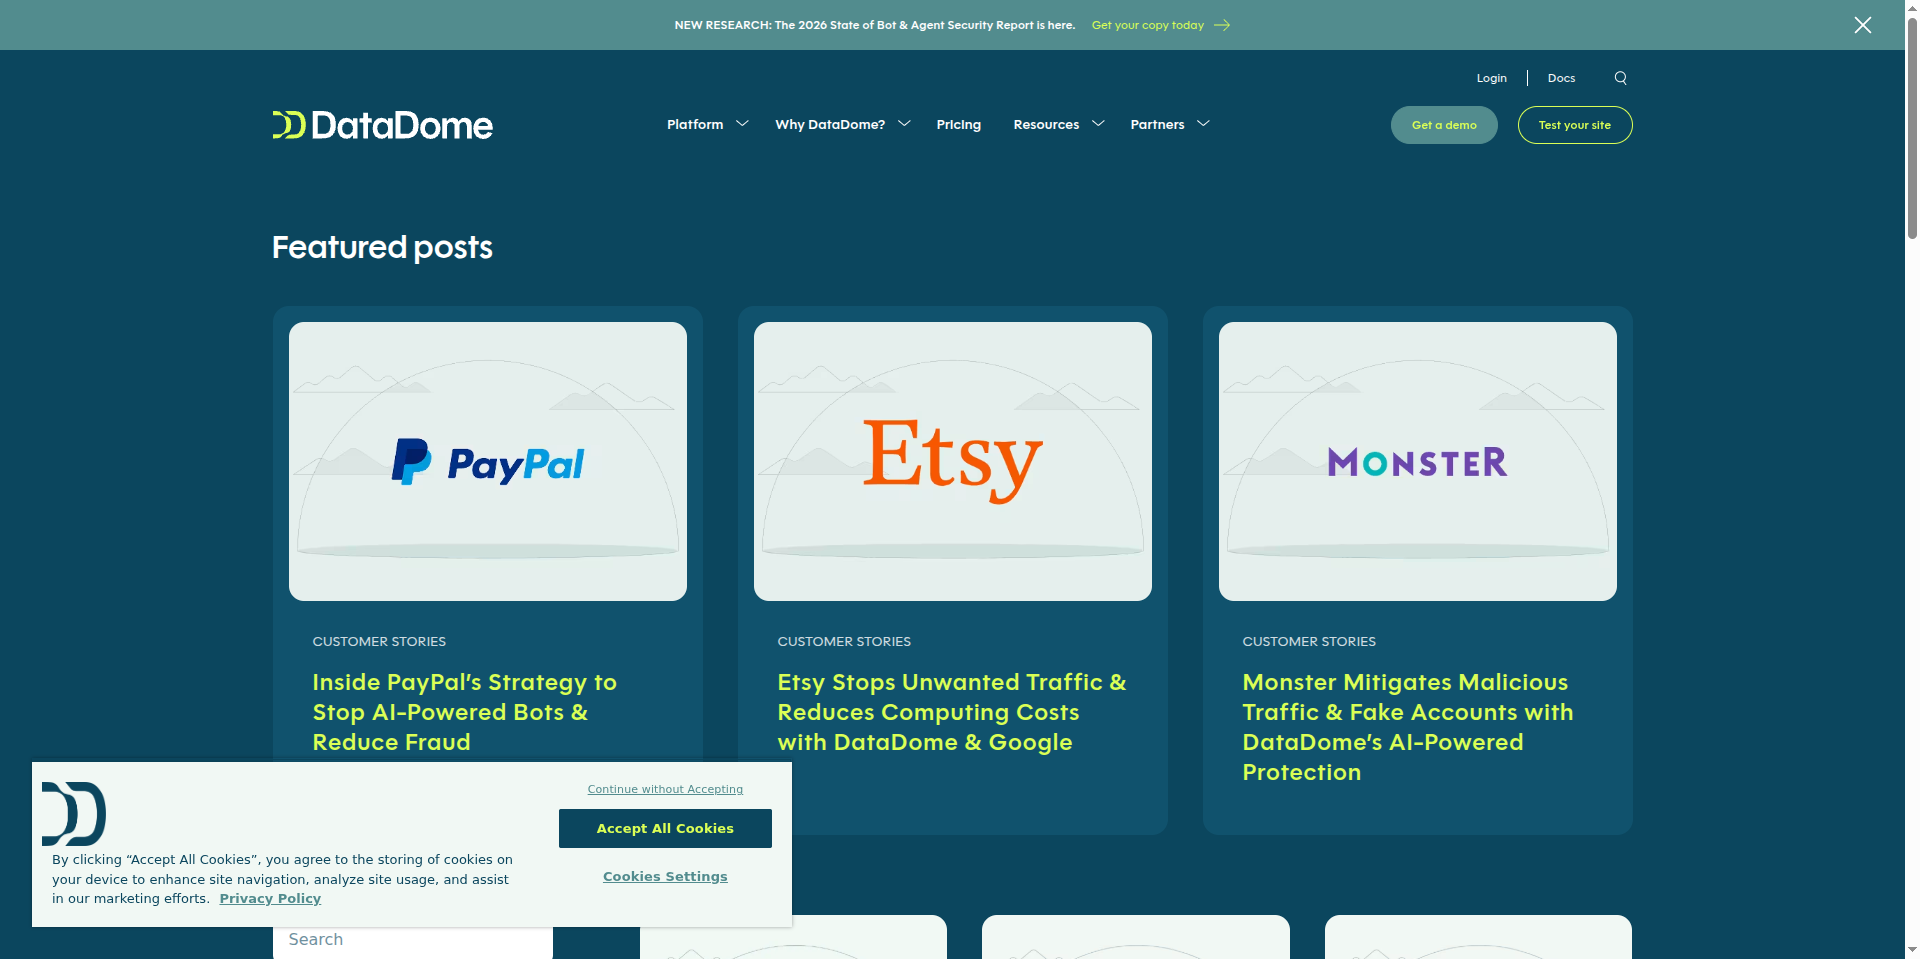 NEW RESEARCH: The 2026 State of Bot & Agent Security Report is here. Get your copy today
Login
Docs
DataDome
Platform
Why DataDome?
Pricing
Resources
Partners
Get a demo
Test your site
Featured posts
PayPal
Etsy
MONSTER
CUSTOMER STORIES
Inside PayPal’s Strategy to
Stop AI-Powered Bots &
Reduce Fraud
CUSTOMER STORIES
Etsy Stops Unwanted Traffic &
Reduces Computing Costs
with DataDome & Google
CUSTOMER STORIES
Monster Mitigates Malicious
Traffic & Fake Accounts with
DataDome’s AI-Powered
Protection
By clicking “Accept All Cookies”, you agree to the storing of cookies on
your device to enhance site navigation, analyze site usage, and assist
in our marketing efforts. Privacy Policy
Continue without Accepting
Accept All Cookies
Cookies Settings
Search